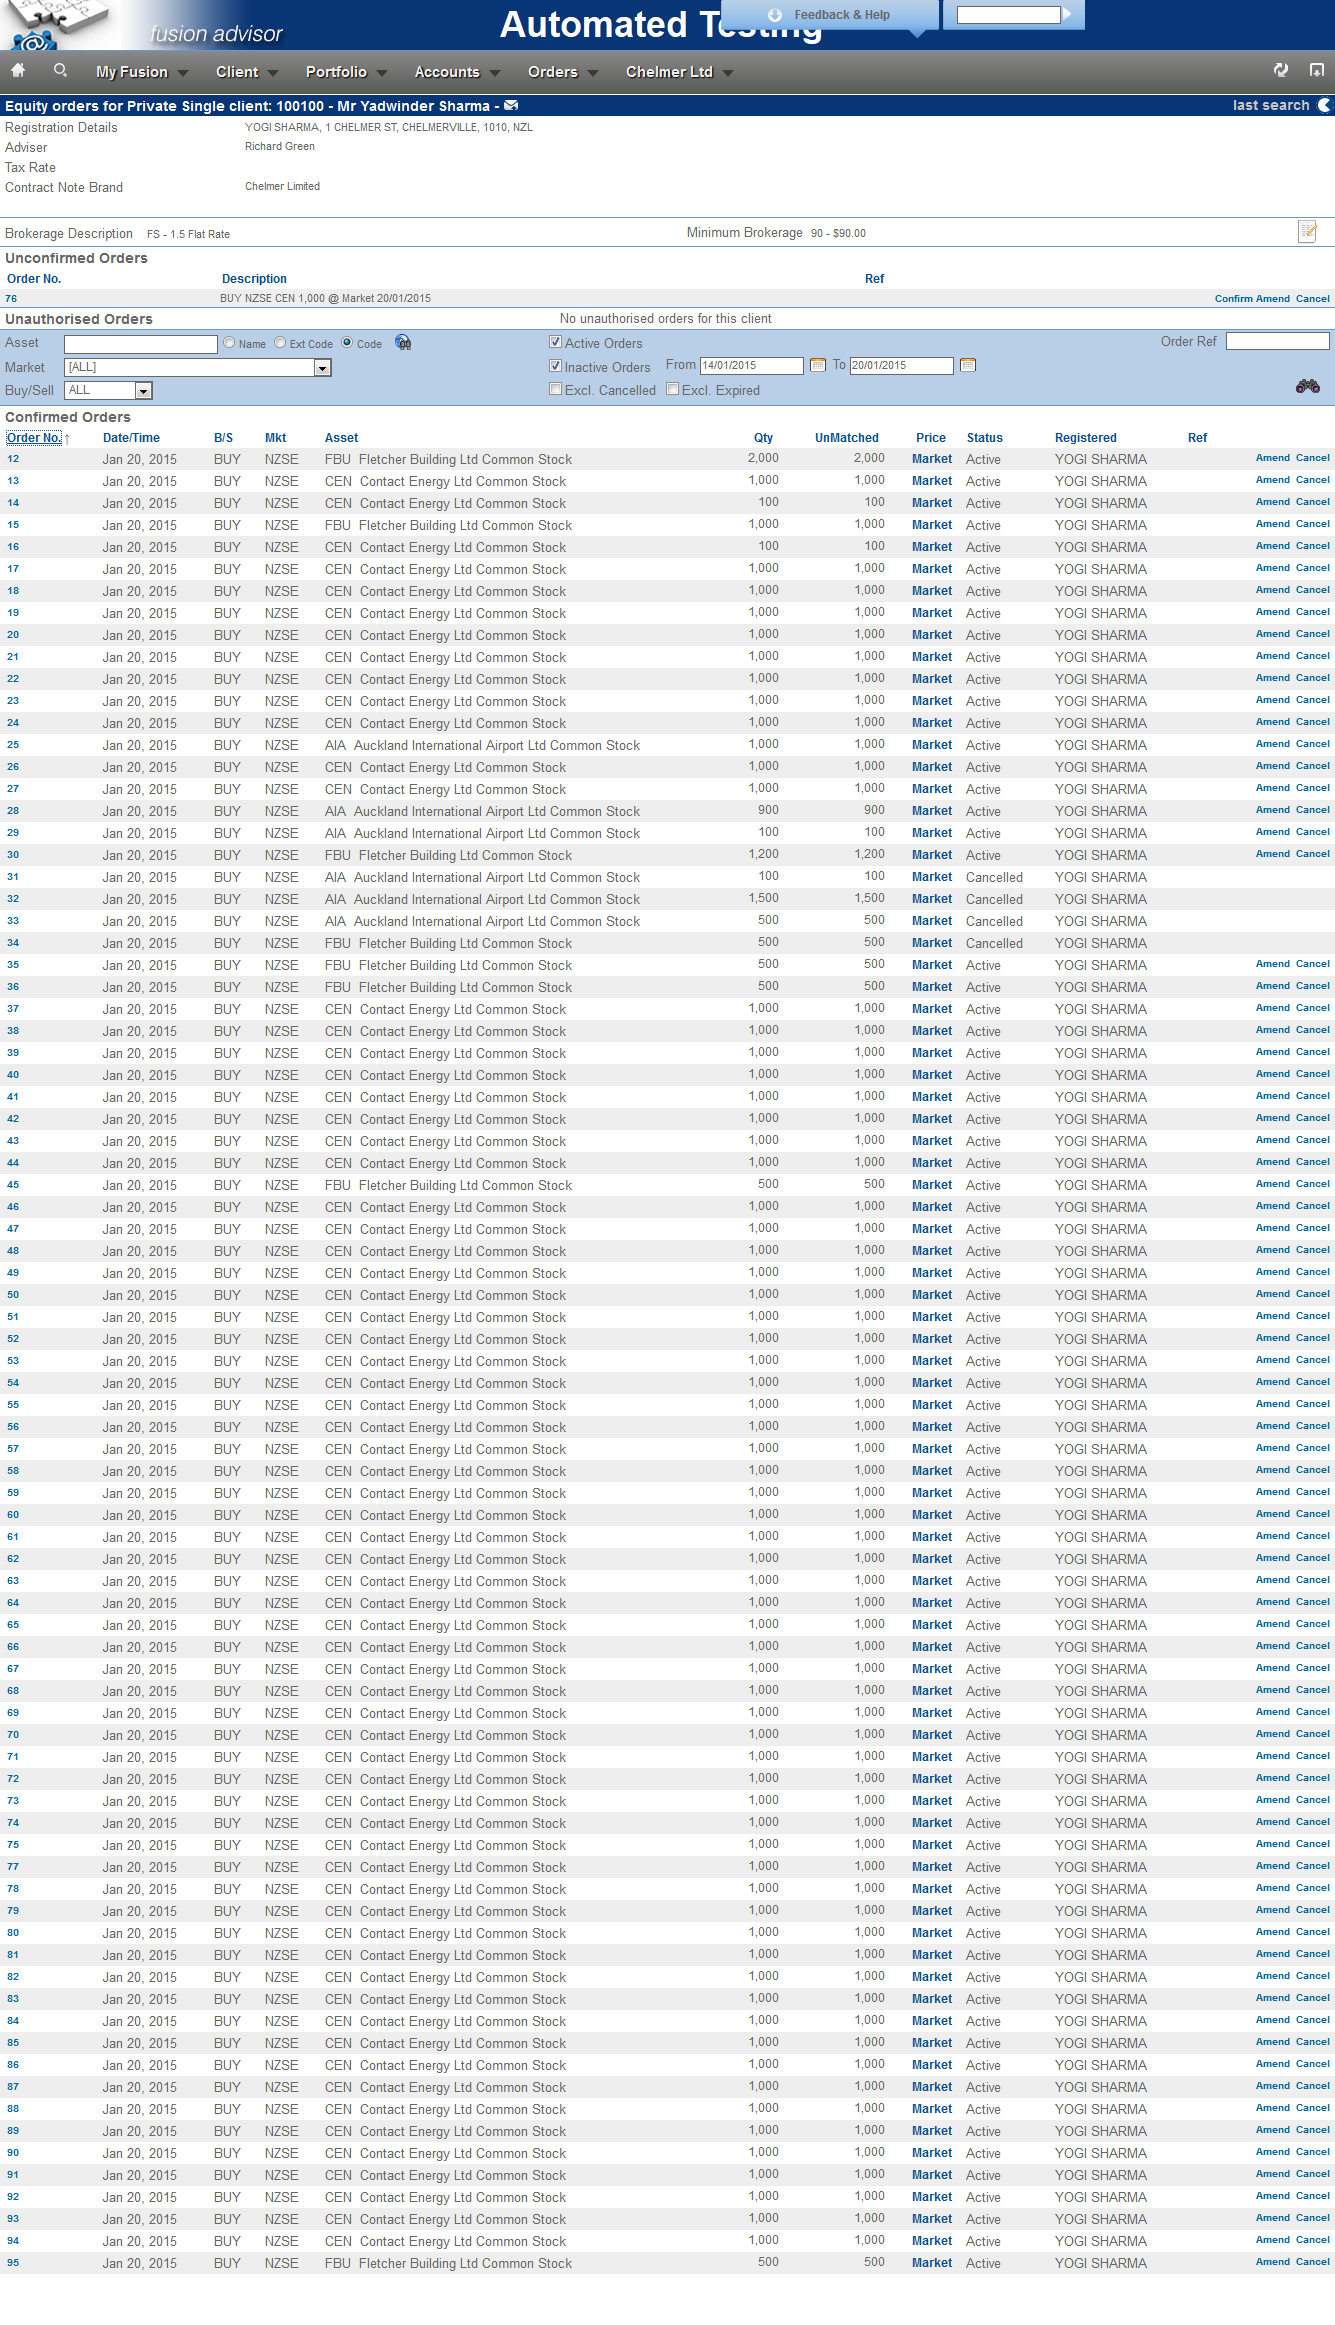 fusion advisor
Automated Testing
Feedback & Help
My Fusion Client Portfolio Accounts Orders Chelmer Ltd
Equity orders for Private Single client: 100100 - Mr Yadwinder Sharma - last search
Registration Details YOGI SHARMA, 1 CHELMER ST, CHELMERVILLE, 1010, NZL
Adviser Richard Green
Tax Rate
Contract Note Brand Chelmer Limited
Brokerage Description FS - 1.5 Flat Rate Minimum Brokerage 90 - $90.00
Unconfirmed Orders
Order No. Description Ref
76 BUY NZSE CEN 1,000 @ Market 20/01/2015 Confirm Amend Cancel
Unauthorised Orders No unauthorised orders for this client
Asset Name Ext Code Code Active Orders Order Ref
Market [ALL] Inactive Orders From 14/01/2015 To 20/01/2015
Buy/Sell ALL Excl. Cancelled Excl. Expired
Confirmed Orders
Order No. Date/Time B/S Mkt Asset Qty UnMatched Price Status Registered Ref
12 Jan 20, 2015 BUY NZSE FBU Fletcher Building Ltd Common Stock 2,000 2,000 Market Active YOGI SHARMA Amend Cancel
13 Jan 20, 2015 BUY NZSE CEN Contact Energy Ltd Common Stock 1,000 1,000 Market Active YOGI SHARMA Amend Cancel
14 Jan 20, 2015 BUY NZSE CEN Contact Energy Ltd Common Stock 100 100 Market Active YOGI SHARMA Amend Cancel
15 Jan 20, 2015 BUY NZSE FBU Fletcher Building Ltd Common Stock 1,000 1,000 Market Active YOGI SHARMA Amend Cancel
16 Jan 20, 2015 BUY NZSE CEN Contact Energy Ltd Common Stock 100 100 Market Active YOGI SHARMA Amend Cancel
17 Jan 20, 2015 BUY NZSE CEN Contact Energy Ltd Common Stock 1,000 1,000 Market Active YOGI SHARMA Amend Cancel
18 Jan 20, 2015 BUY NZSE CEN Contact Energy Ltd Common Stock 1,000 1,000 Market Active YOGI SHARMA Amend Cancel
19 Jan 20, 2015 BUY NZSE CEN Contact Energy Ltd Common Stock 1,000 1,000 Market Active YOGI SHARMA Amend Cancel
20 Jan 20, 2015 BUY NZSE CEN Contact Energy Ltd Common Stock 1,000 1,000 Market Active YOGI SHARMA Amend Cancel
21 Jan 20, 2015 BUY NZSE CEN Contact Energy Ltd Common Stock 1,000 1,000 Market Active YOGI SHARMA Amend Cancel
22 Jan 20, 2015 BUY NZSE CEN Contact Energy Ltd Common Stock 1,000 1,000 Market Active YOGI SHARMA Amend Cancel
23 Jan 20, 2015 BUY NZSE CEN Contact Energy Ltd Common Stock 1,000 1,000 Market Active YOGI SHARMA Amend Cancel
24 Jan 20, 2015 BUY NZSE CEN Contact Energy Ltd Common Stock 1,000 1,000 Market Active YOGI SHARMA Amend Cancel
25 Jan 20, 2015 BUY NZSE AIA Auckland International Airport Ltd Common Stock 1,000 1,000 Market Active YOGI SHARMA Amend Cancel
26 Jan 20, 2015 BUY NZSE CEN Contact Energy Ltd Common Stock 1,000 1,000 Market Active YOGI SHARMA Amend Cancel
27 Jan 20, 2015 BUY NZSE CEN Contact Energy Ltd Common Stock 1,000 1,000 Market Active YOGI SHARMA Amend Cancel
28 Jan 20, 2015 BUY NZSE AIA Auckland International Airport Ltd Common Stock 900 900 Market Active YOGI SHARMA Amend Cancel
29 Jan 20, 2015 BUY NZSE AIA Auckland International Airport Ltd Common Stock 100 100 Market Active YOGI SHARMA Amend Cancel
30 Jan 20, 2015 BUY NZSE FBU Fletcher Building Ltd Common Stock 1,200 1,200 Market Active YOGI SHARMA Amend Cancel
31 Jan 20, 2015 BUY NZSE AIA Auckland International Airport Ltd Common Stock 100 100 Market Cancelled YOGI SHARMA
32 Jan 20, 2015 BUY NZSE AIA Auckland International Airport Ltd Common Stock 1,500 1,500 Market Cancelled YOGI SHARMA
33 Jan 20, 2015 BUY NZSE AIA Auckland International Airport Ltd Common Stock 500 500 Market Cancelled YOGI SHARMA
34 Jan 20, 2015 BUY NZSE FBU Fletcher Building Ltd Common Stock 500 500 Market Cancelled YOGI SHARMA
35 Jan 20, 2015 BUY NZSE FBU Fletcher Building Ltd Common Stock 500 500 Market Active YOGI SHARMA Amend Cancel
36 Jan 20, 2015 BUY NZSE FBU Fletcher Building Ltd Common Stock 500 500 Market Active YOGI SHARMA Amend Cancel
37 Jan 20, 2015 BUY NZSE CEN Contact Energy Ltd Common Stock 1,000 1,000 Market Active YOGI SHARMA Amend Cancel
38 Jan 20, 2015 BUY NZSE CEN Contact Energy Ltd Common Stock 1,000 1,000 Market Active YOGI SHARMA Amend Cancel
39 Jan 20, 2015 BUY NZSE CEN Contact Energy Ltd Common Stock 1,000 1,000 Market Active YOGI SHARMA Amend Cancel
40 Jan 20, 2015 BUY NZSE CEN Contact Energy Ltd Common Stock 1,000 1,000 Market Active YOGI SHARMA Amend Cancel
41 Jan 20, 2015 BUY NZSE CEN Contact Energy Ltd Common Stock 1,000 1,000 Market Active YOGI SHARMA Amend Cancel
42 Jan 20, 2015 BUY NZSE CEN Contact Energy Ltd Common Stock 1,000 1,000 Market Active YOGI SHARMA Amend Cancel
43 Jan 20, 2015 BUY NZSE CEN Contact Energy Ltd Common Stock 1,000 1,000 Market Active YOGI SHARMA Amend Cancel
44 Jan 20, 2015 BUY NZSE CEN Contact Energy Ltd Common Stock 1,000 1,000 Market Active YOGI SHARMA Amend Cancel
45 Jan 20, 2015 BUY NZSE FBU Fletcher Building Ltd Common Stock 500 500 Market Active YOGI SHARMA Amend Cancel
46 Jan 20, 2015 BUY NZSE CEN Contact Energy Ltd Common Stock 1,000 1,000 Market Active YOGI SHARMA Amend Cancel
47 Jan 20, 2015 BUY NZSE CEN Contact Energy Ltd Common Stock 1,000 1,000 Market Active YOGI SHARMA Amend Cancel
48 Jan 20, 2015 BUY NZSE CEN Contact Energy Ltd Common Stock 1,000 1,000 Market Active YOGI SHARMA Amend Cancel
49 Jan 20, 2015 BUY NZSE CEN Contact Energy Ltd Common Stock 1,000 1,000 Market Active YOGI SHARMA Amend Cancel
50 Jan 20, 2015 BUY NZSE CEN Contact Energy Ltd Common Stock 1,000 1,000 Market Active YOGI SHARMA Amend Cancel
51 Jan 20, 2015 BUY NZSE CEN Contact Energy Ltd Common Stock 1,000 1,000 Market Active YOGI SHARMA Amend Cancel
52 Jan 20, 2015 BUY NZSE CEN Contact Energy Ltd Common Stock 1,000 1,000 Market Active YOGI SHARMA Amend Cancel
53 Jan 20, 2015 BUY NZSE CEN Contact Energy Ltd Common Stock 1,000 1,000 Market Active YOGI SHARMA Amend Cancel
54 Jan 20, 2015 BUY NZSE CEN Contact Energy Ltd Common Stock 1,000 1,000 Market Active YOGI SHARMA Amend Cancel
55 Jan 20, 2015 BUY NZSE CEN Contact Energy Ltd Common Stock 1,000 1,000 Market Active YOGI SHARMA Amend Cancel
56 Jan 20, 2015 BUY NZSE CEN Contact Energy Ltd Common Stock 1,000 1,000 Market Active YOGI SHARMA Amend Cancel
57 Jan 20, 2015 BUY NZSE CEN Contact Energy Ltd Common Stock 1,000 1,000 Market Active YOGI SHARMA Amend Cancel
58 Jan 20, 2015 BUY NZSE CEN Contact Energy Ltd Common Stock 1,000 1,000 Market Active YOGI SHARMA Amend Cancel
59 Jan 20, 2015 BUY NZSE CEN Contact Energy Ltd Common Stock 1,000 1,000 Market Active YOGI SHARMA Amend Cancel
60 Jan 20, 2015 BUY NZSE CEN Contact Energy Ltd Common Stock 1,000 1,000 Market Active YOGI SHARMA Amend Cancel
61 Jan 20, 2015 BUY NZSE CEN Contact Energy Ltd Common Stock 1,000 1,000 Market Active YOGI SHARMA Amend Cancel
62 Jan 20, 2015 BUY NZSE CEN Contact Energy Ltd Common Stock 1,000 1,000 Market Active YOGI SHARMA Amend Cancel
63 Jan 20, 2015 BUY NZSE CEN Contact Energy Ltd Common Stock 1,000 1,000 Market Active YOGI SHARMA Amend Cancel
64 Jan 20, 2015 BUY NZSE CEN Contact Energy Ltd Common Stock 1,000 1,000 Market Active YOGI SHARMA Amend Cancel
65 Jan 20, 2015 BUY NZSE CEN Contact Energy Ltd Common Stock 1,000 1,000 Market Active YOGI SHARMA Amend Cancel
66 Jan 20, 2015 BUY NZSE CEN Contact Energy Ltd Common Stock 1,000 1,000 Market Active YOGI SHARMA Amend Cancel
67 Jan 20, 2015 BUY NZSE CEN Contact Energy Ltd Common Stock 1,000 1,000 Market Active YOGI SHARMA Amend Cancel
68 Jan 20, 2015 BUY NZSE CEN Contact Energy Ltd Common Stock 1,000 1,000 Market Active YOGI SHARMA Amend Cancel
69 Jan 20, 2015 BUY NZSE CEN Contact Energy Ltd Common Stock 1,000 1,000 Market Active YOGI SHARMA Amend Cancel
70 Jan 20, 2015 BUY NZSE CEN Contact Energy Ltd Common Stock 1,000 1,000 Market Active YOGI SHARMA Amend Cancel
71 Jan 20, 2015 BUY NZSE CEN Contact Energy Ltd Common Stock 1,000 1,000 Market Active YOGI SHARMA Amend Cancel
72 Jan 20, 2015 BUY NZSE CEN Contact Energy Ltd Common Stock 1,000 1,000 Market Active YOGI SHARMA Amend Cancel
73 Jan 20, 2015 BUY NZSE CEN Contact Energy Ltd Common Stock 1,000 1,000 Market Active YOGI SHARMA Amend Cancel
74 Jan 20, 2015 BUY NZSE CEN Contact Energy Ltd Common Stock 1,000 1,000 Market Active YOGI SHARMA Amend Cancel
75 Jan 20, 2015 BUY NZSE CEN Contact Energy Ltd Common Stock 1,000 1,000 Market Active YOGI SHARMA Amend Cancel
77 Jan 20, 2015 BUY NZSE CEN Contact Energy Ltd Common Stock 1,000 1,000 Market Active YOGI SHARMA Amend Cancel
78 Jan 20, 2015 BUY NZSE CEN Contact Energy Ltd Common Stock 1,000 1,000 Market Active YOGI SHARMA Amend Cancel
79 Jan 20, 2015 BUY NZSE CEN Contact Energy Ltd Common Stock 1,000 1,000 Market Active YOGI SHARMA Amend Cancel
80 Jan 20, 2015 BUY NZSE CEN Contact Energy Ltd Common Stock 1,000 1,000 Market Active YOGI SHARMA Amend Cancel
81 Jan 20, 2015 BUY NZSE CEN Contact Energy Ltd Common Stock 1,000 1,000 Market Active YOGI SHARMA Amend Cancel
82 Jan 20, 2015 BUY NZSE CEN Contact Energy Ltd Common Stock 1,000 1,000 Market Active YOGI SHARMA Amend Cancel
83 Jan 20, 2015 BUY NZSE CEN Contact Energy Ltd Common Stock 1,000 1,000 Market Active YOGI SHARMA Amend Cancel
84 Jan 20, 2015 BUY NZSE CEN Contact Energy Ltd Common Stock 1,000 1,000 Market Active YOGI SHARMA Amend Cancel
85 Jan 20, 2015 BUY NZSE CEN Contact Energy Ltd Common Stock 1,000 1,000 Market Active YOGI SHARMA Amend Cancel
86 Jan 20, 2015 BUY NZSE CEN Contact Energy Ltd Common Stock 1,000 1,000 Market Active YOGI SHARMA Amend Cancel
87 Jan 20, 2015 BUY NZSE CEN Contact Energy Ltd Common Stock 1,000 1,000 Market Active YOGI SHARMA Amend Cancel
88 Jan 20, 2015 BUY NZSE CEN Contact Energy Ltd Common Stock 1,000 1,000 Market Active YOGI SHARMA Amend Cancel
89 Jan 20, 2015 BUY NZSE CEN Contact Energy Ltd Common Stock 1,000 1,000 Market Active YOGI SHARMA Amend Cancel
90 Jan 20, 2015 BUY NZSE CEN Contact Energy Ltd Common Stock 1,000 1,000 Market Active YOGI SHARMA Amend Cancel
91 Jan 20, 2015 BUY NZSE CEN Contact Energy Ltd Common Stock 1,000 1,000 Market Active YOGI SHARMA Amend Cancel
92 Jan 20, 2015 BUY NZSE CEN Contact Energy Ltd Common Stock 1,000 1,000 Market Active YOGI SHARMA Amend Cancel
93 Jan 20, 2015 BUY NZSE CEN Contact Energy Ltd Common Stock 1,000 1,000 Market Active YOGI SHARMA Amend Cancel
94 Jan 20, 2015 BUY NZSE CEN Contact Energy Ltd Common Stock 1,000 1,000 Market Active YOGI SHARMA Amend Cancel
95 Jan 20, 2015 BUY NZSE FBU Fletcher Building Ltd Common Stock 500 500 Market Active YOGI SHARMA Amend Cancel